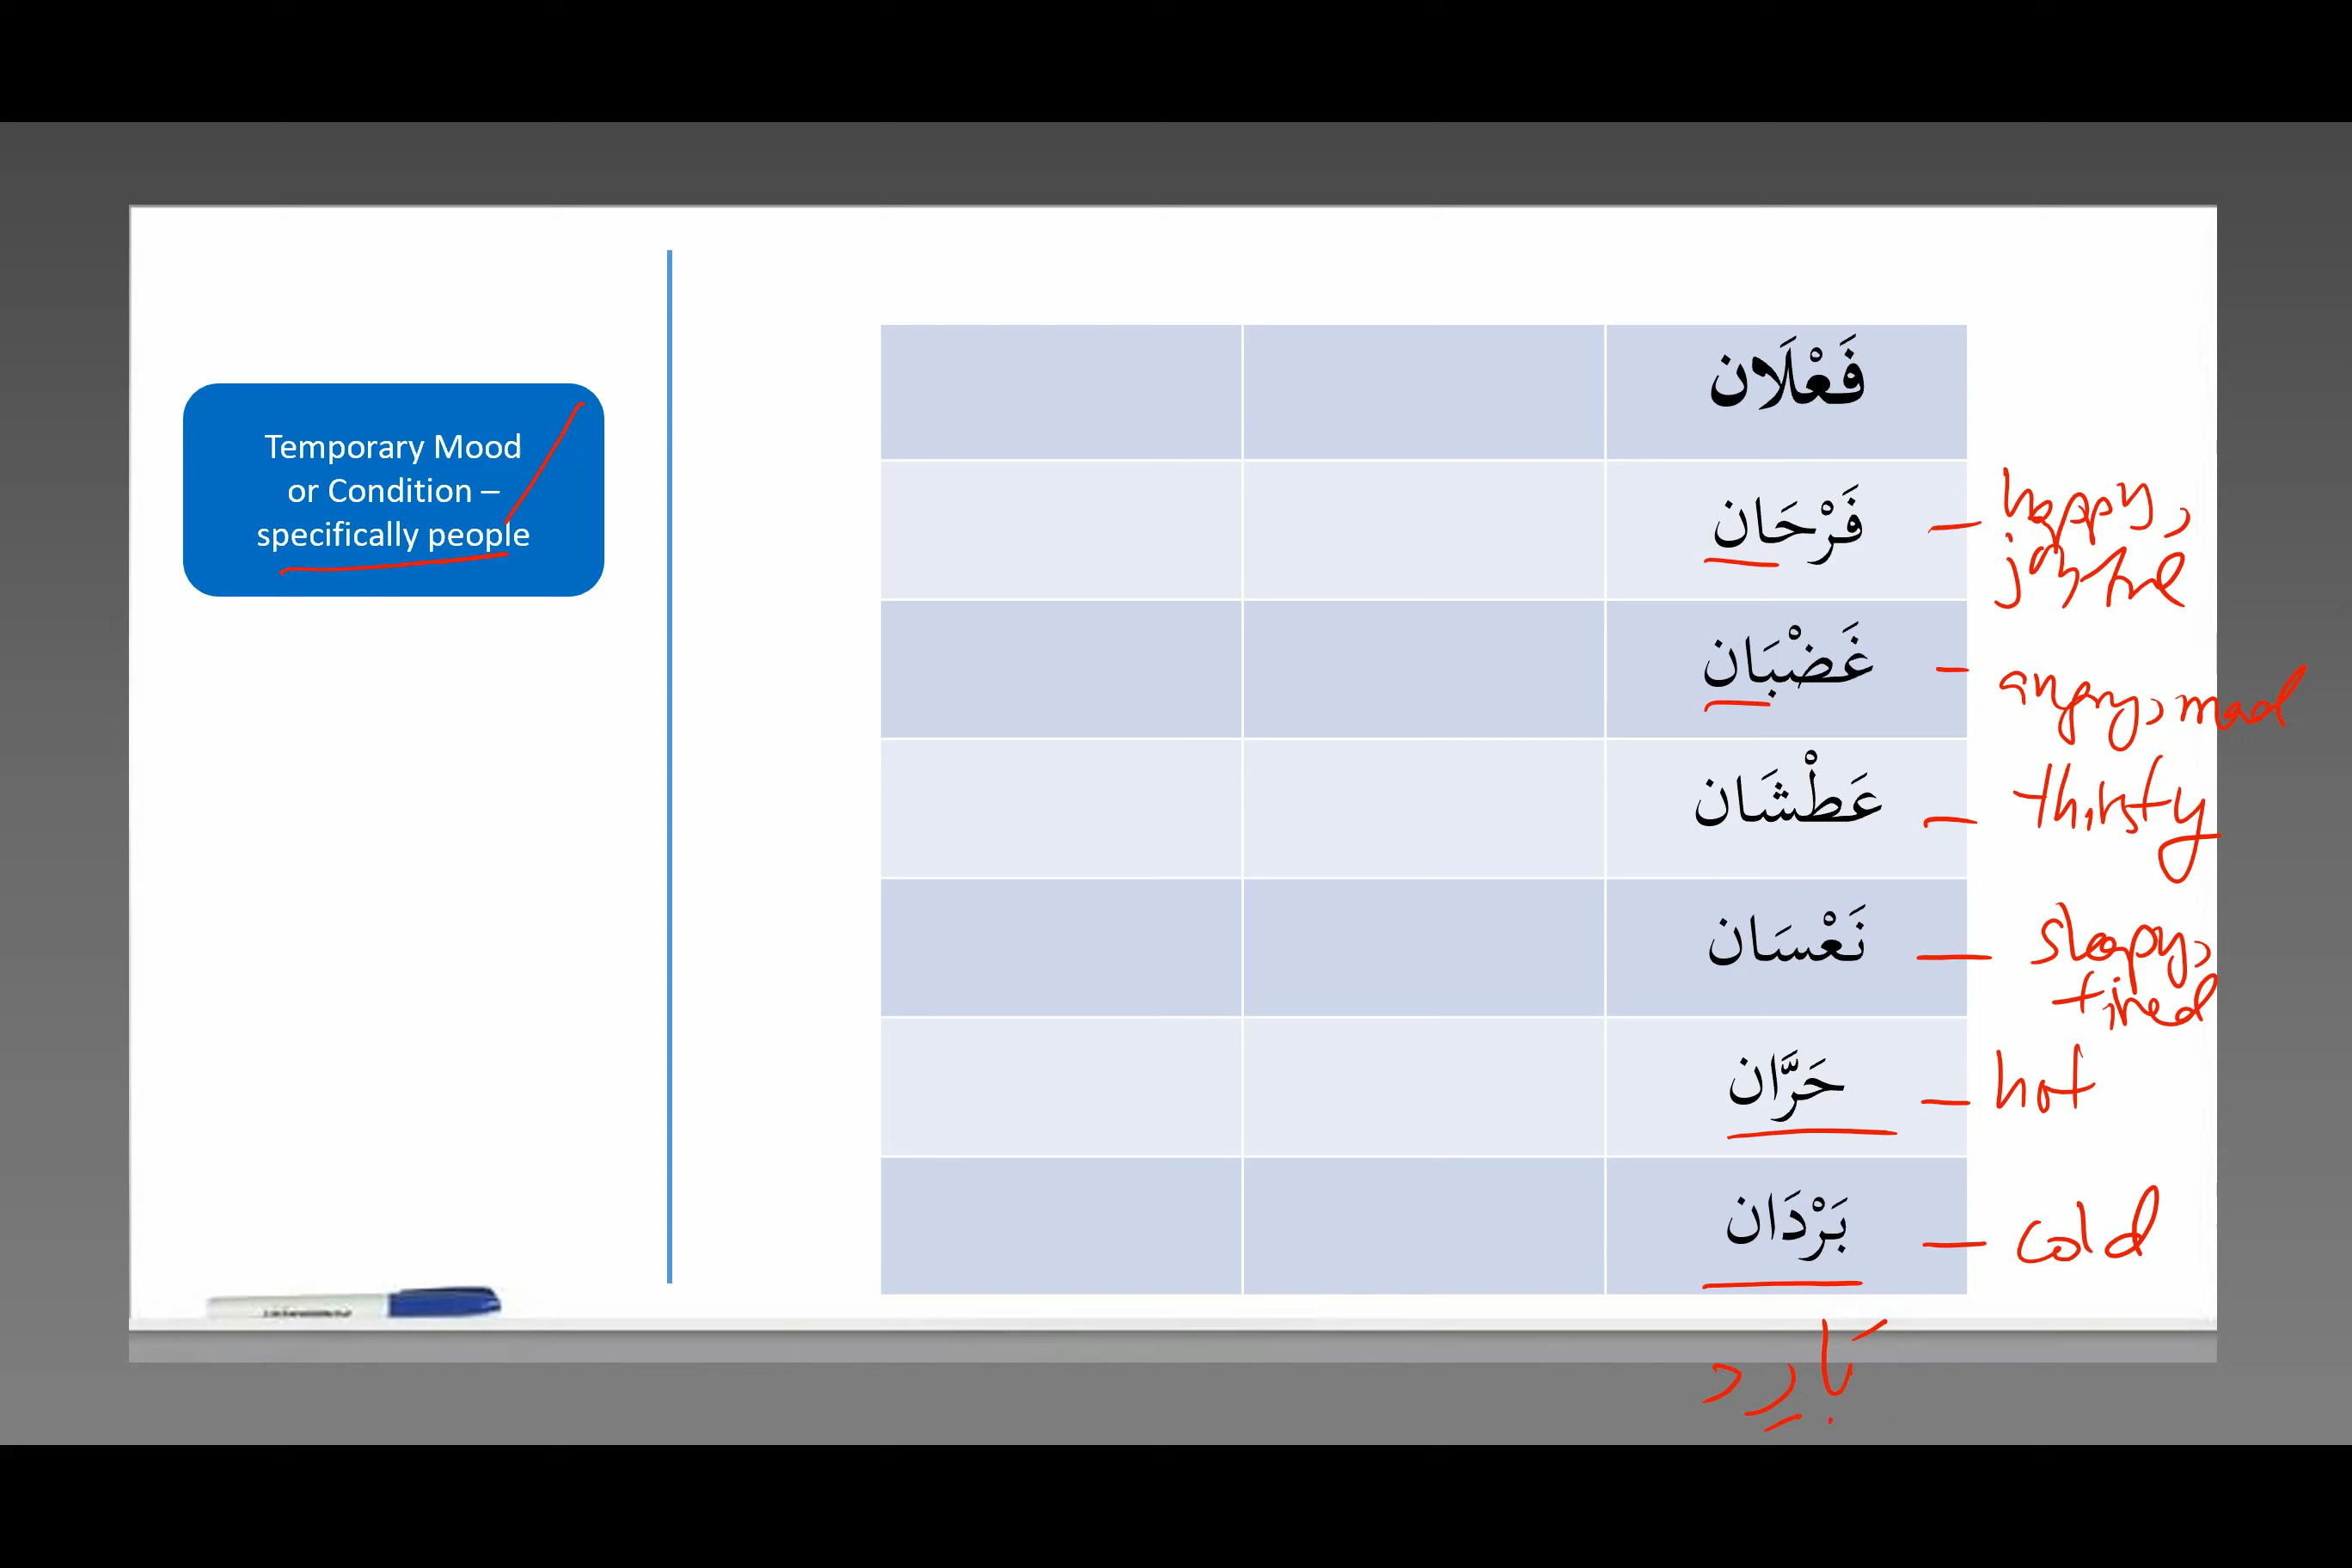 Temporary Mood
or Condition –
specifically people
فَعْلَان
فَرْحَان – happy,
joyful
غَضْبَان – angry, mad
عَطْشَان – thirsty
نَعْسَان – sleepy,
tired
حَرَّان – hot
بَرْدَان – cold
بَارِد